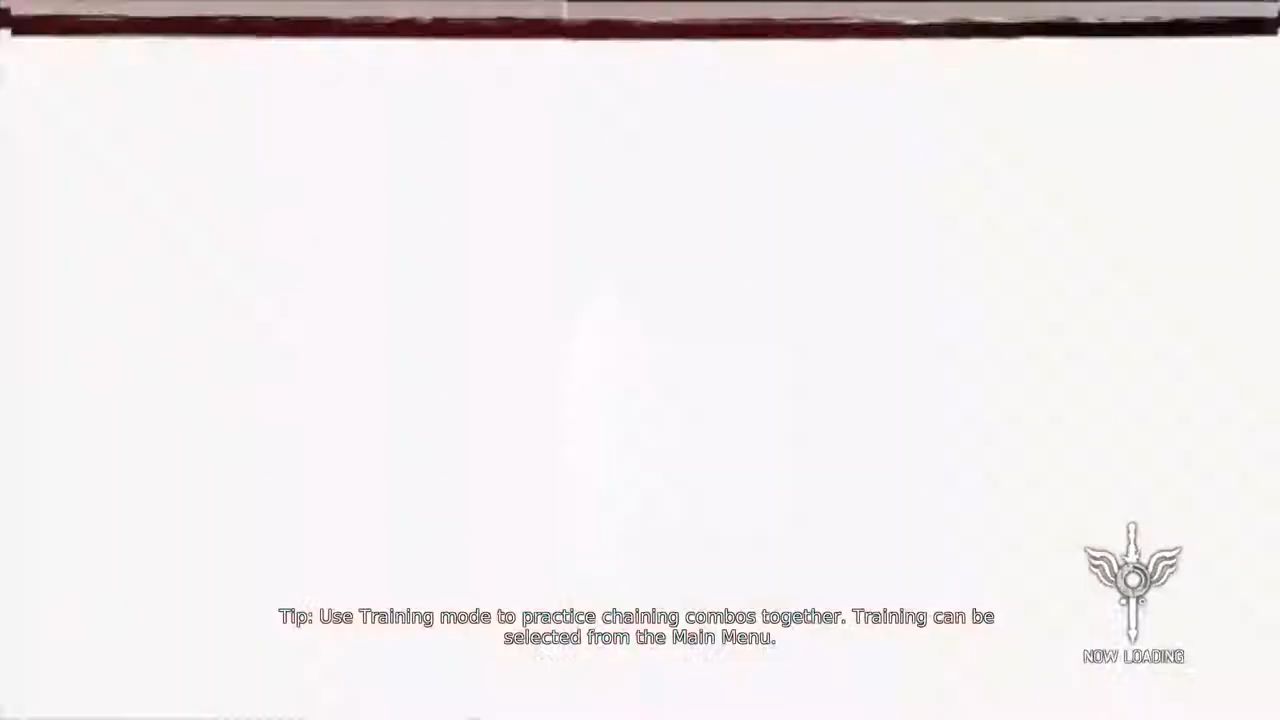 Tip: Use Training mode to practice chaining combos together. Training can be
selected from the Main Menu.
NOW LOADING